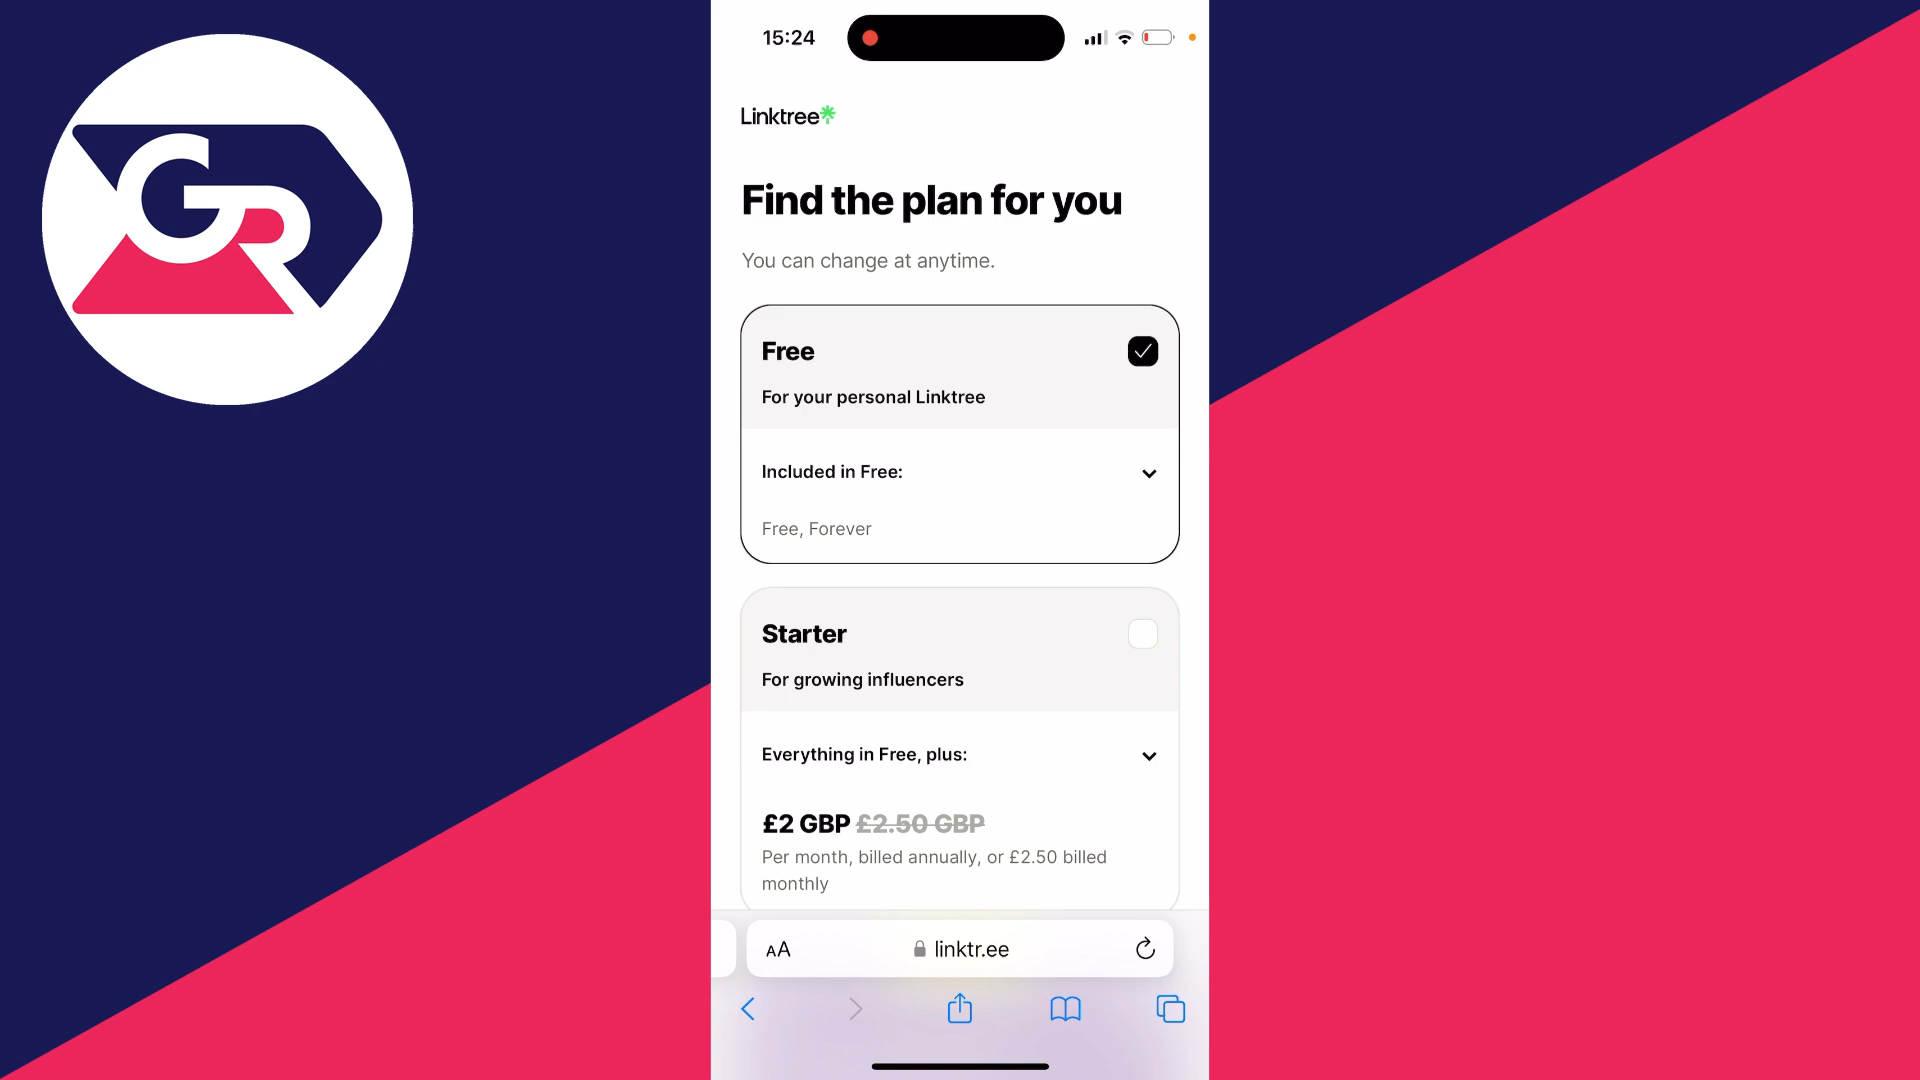 GR
15:24
Linktree
Find the plan for you
You can change at anytime.
Free
For your personal Linktree
Included in Free:
Free, Forever
Starter
For growing influencers
Everything in Free, plus:
£2 GBP £2.50 GBP
Per month, billed annually, or £2.50 billed
monthly
AA linktr.ee